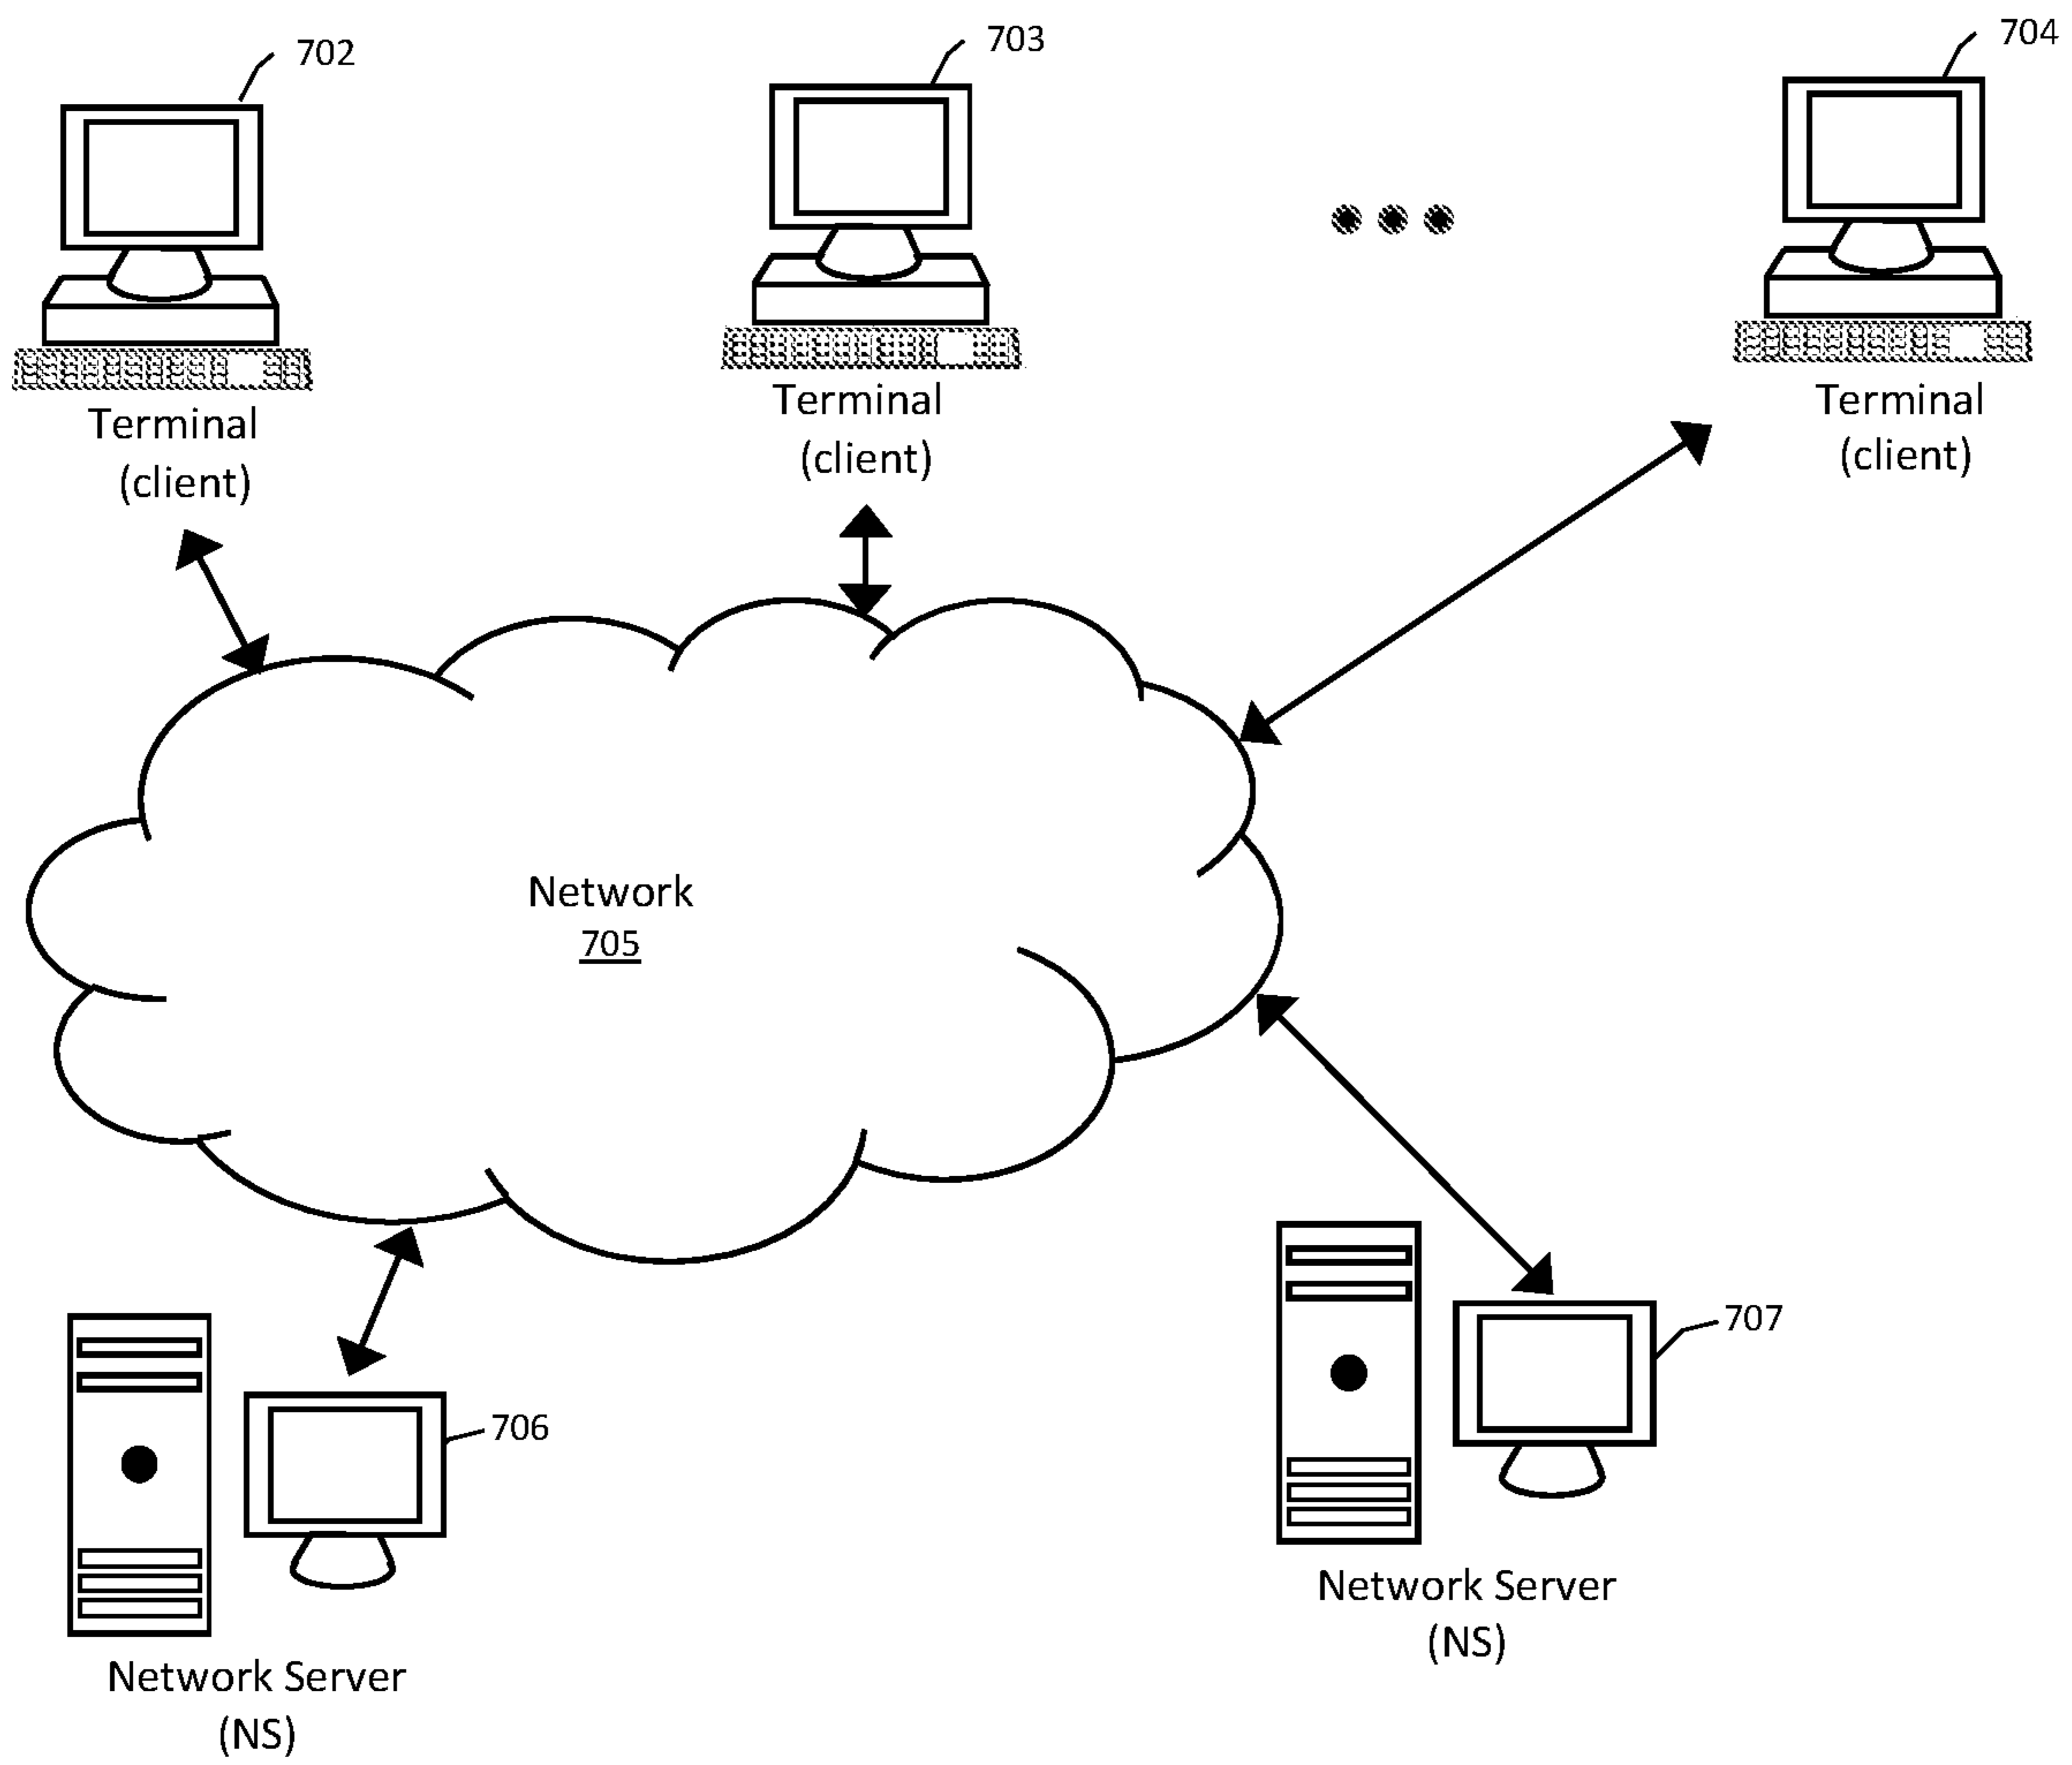 702
703
704
Terminal
(client)
Terminal
(client)
Terminal
(client)
Network
705
706
707
Network Server
(NS)
Network Server
(NS)